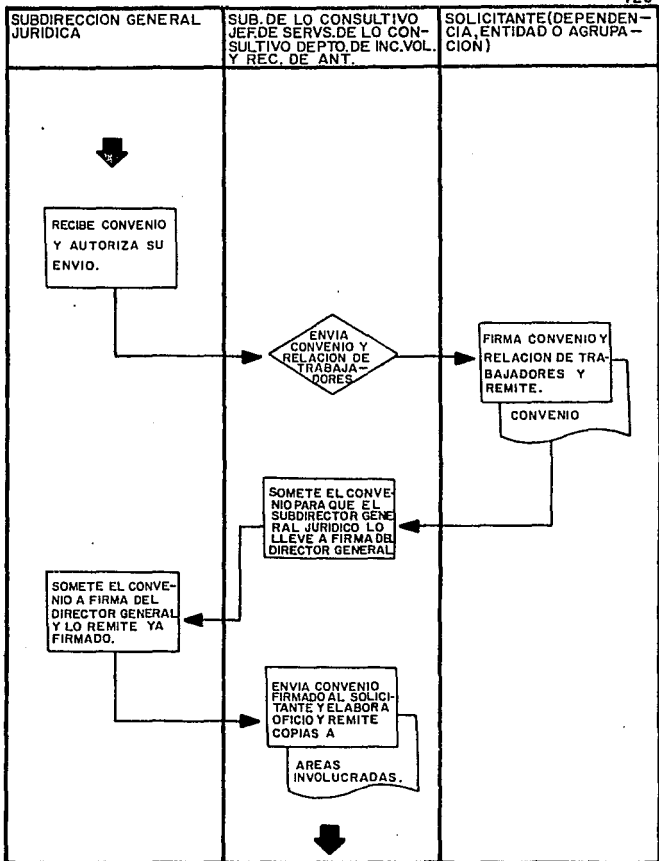 SUBDIRECCION GENERAL
JURIDICA
SUB. DE LO CONSULTIVO
JEF. DE SERVS. DE LO CON-
SULTIVO DEPTO. DE INC. VOL.
Y REC. DE ANT.
SOLICITANTE (DEPENDEN-
CIA, ENTIDAD O AGRUPA-
CION)
RECIBE CONVENIO
Y AUTORIZA SU
ENVIO.
ENVIA
CONVENIO Y
RELACION DE
TRABAJA-
DORES
FIRMA CONVENIO Y
RELACION DE TRA-
BAJADORES Y
REMITE.
CONVENIO
SOMETE EL CONVE-
NIO PARA QUE EL
SUBDIRECTOR GENE
RAL JURIDICO LO
LLEVE A FIRMA DEL
DIRECTOR GENERAL
SOMETE EL CONVE-
NIO A FIRMA DEL
DIRECTOR GENERAL
Y LO REMITE YA
FIRMADO.
ENVIA CONVENIO
FIRMADO AL SOLICI-
TANTE Y ELABORA
OFICIO Y REMITE
COPIAS A
AREAS
INVOLUCRADAS.